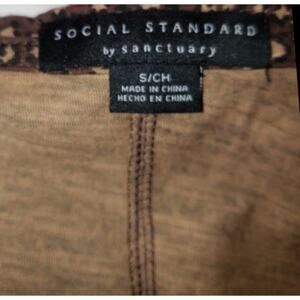 SOCIAL STANDARD
by sanctuary
S/CH
MADE IN CHINA
HECHO EN CHINA